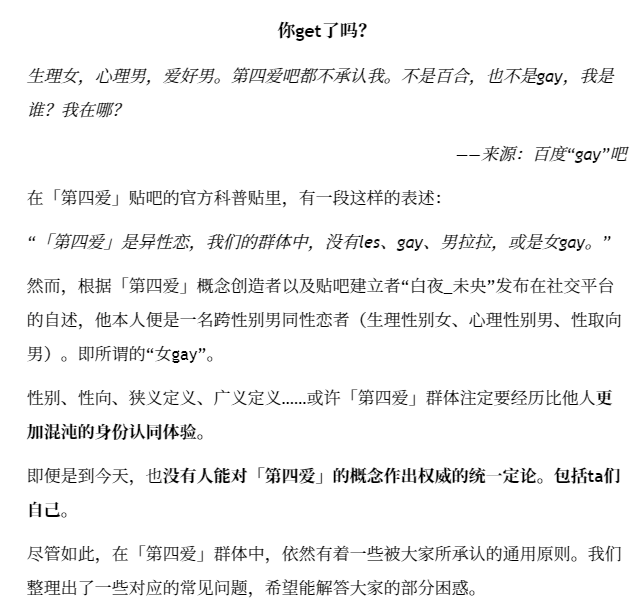 你get了吗？
生理女，心理男，爱好男。第四爱吧都不承认我。不是百合，也不是gay，我是
谁？我在哪？
——来源：百度“gay”吧
在「第四爱」贴吧的官方科普贴里，有一段这样的表述：
“「第四爱」是异性恋，我们的群体中，没有les、gay、男拉拉，或是女gay。”
然而，根据「第四爱」概念创造者以及贴吧建立者“白夜_未央”发布在社交平台
的自述，他本人便是一名跨性别男同性恋者（生理性别女、心理性别男、性取向
男）。即所谓的“女gay”。
性别、性向、狭义定义、广义定义......或许「第四爱」群体注定要经历比他人更
加混沌的身份认同体验。
即便是到今天，也没有人能对「第四爱」的概念作出权威的统一定论。包括ta们
自己。
尽管如此，在「第四爱」群体中，依然有着一些被大家所承认的通用原则。我们
整理出了一些对应的常见问题，希望能解答大家的部分困惑。